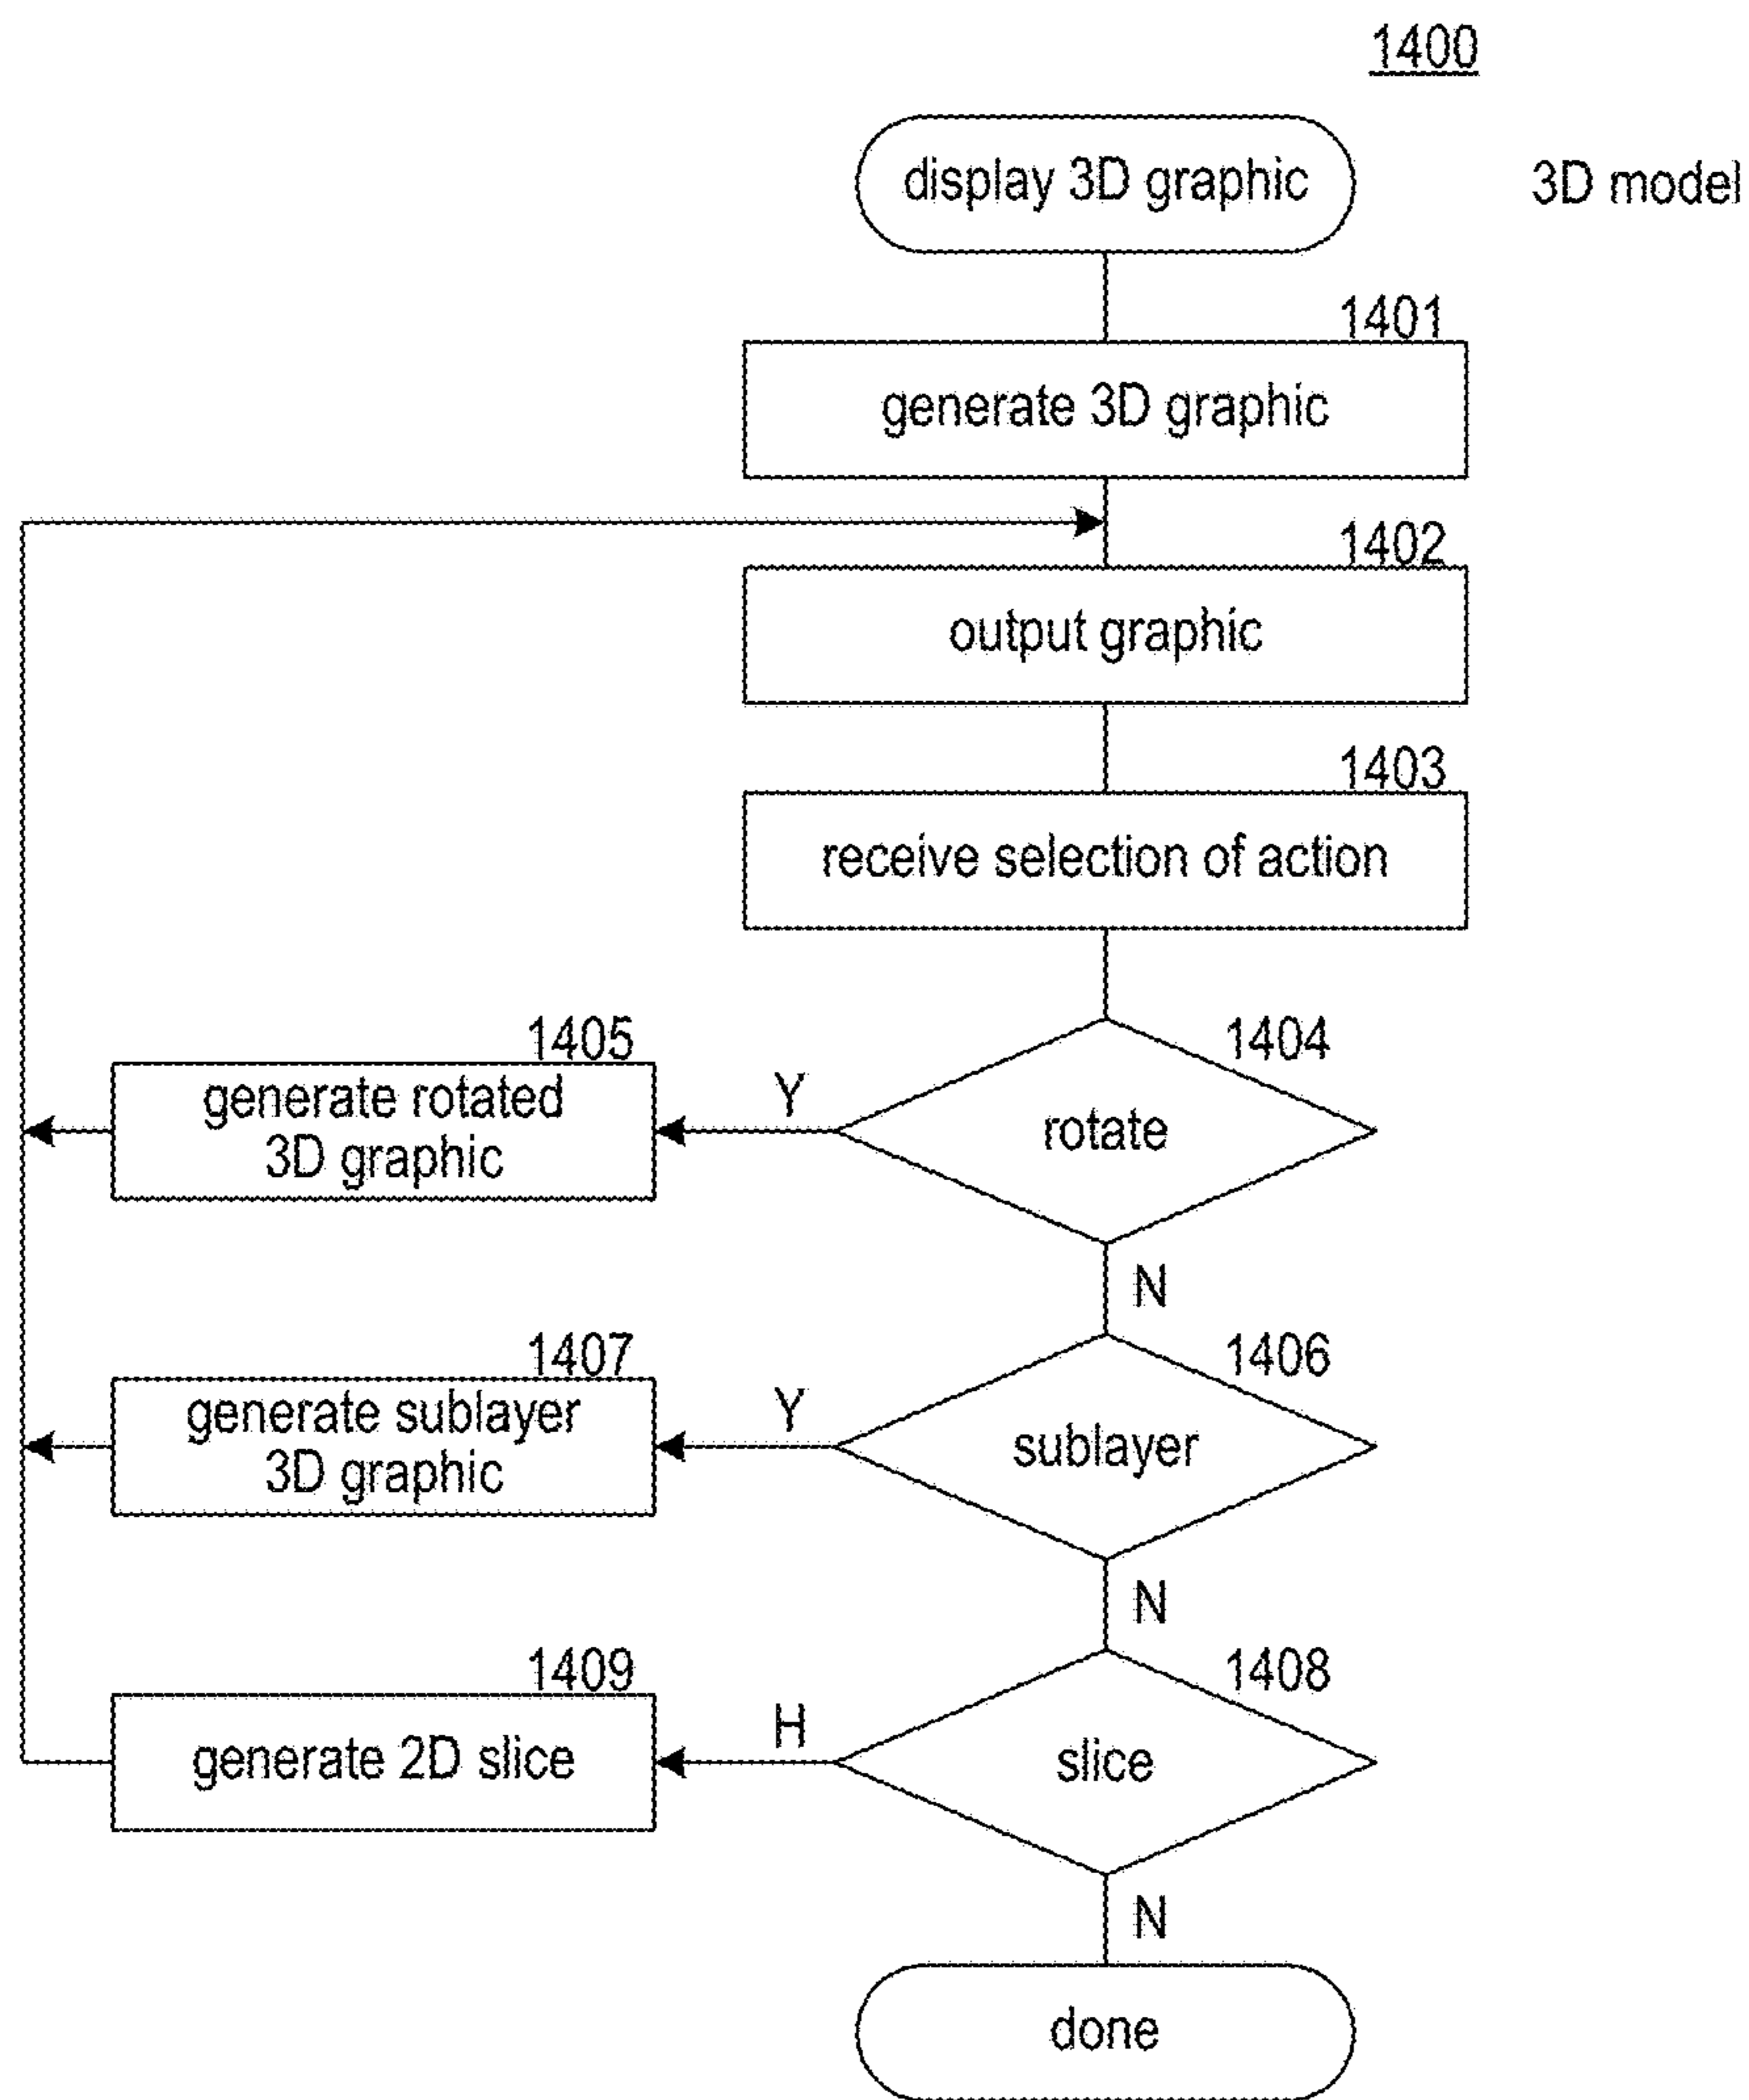 1400
display 3D graphic
3D model
1401
generate 3D graphic
1402
output graphic
1403
receive selection of action
1404
rotate
Y
1405
generate rotated
3D graphic
N
1406
sublayer
Y
1407
generate sublayer
3D graphic
N
1408
slice
H
1409
generate 2D slice
N
done